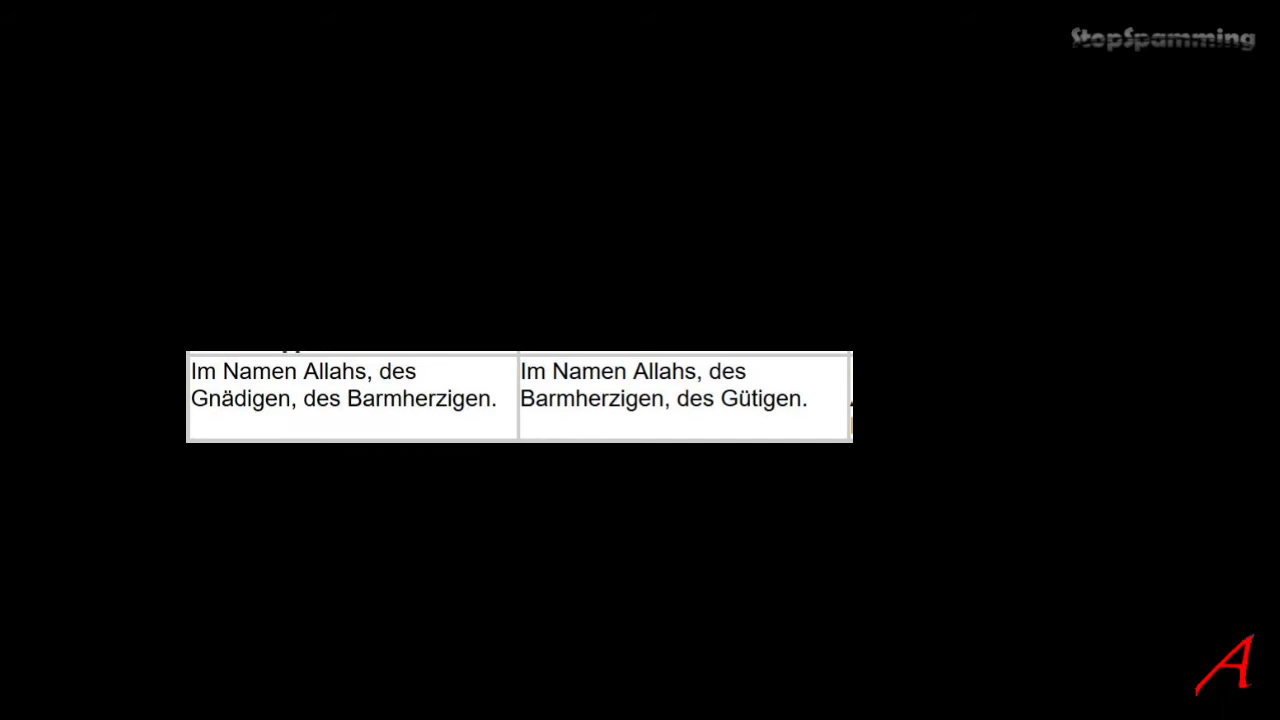 StopSpamming
Im Namen Allahs, des
Gnädigen, des Barmherzigen.
Im Namen Allahs, des
Barmherzigen, des Gütigen.
A